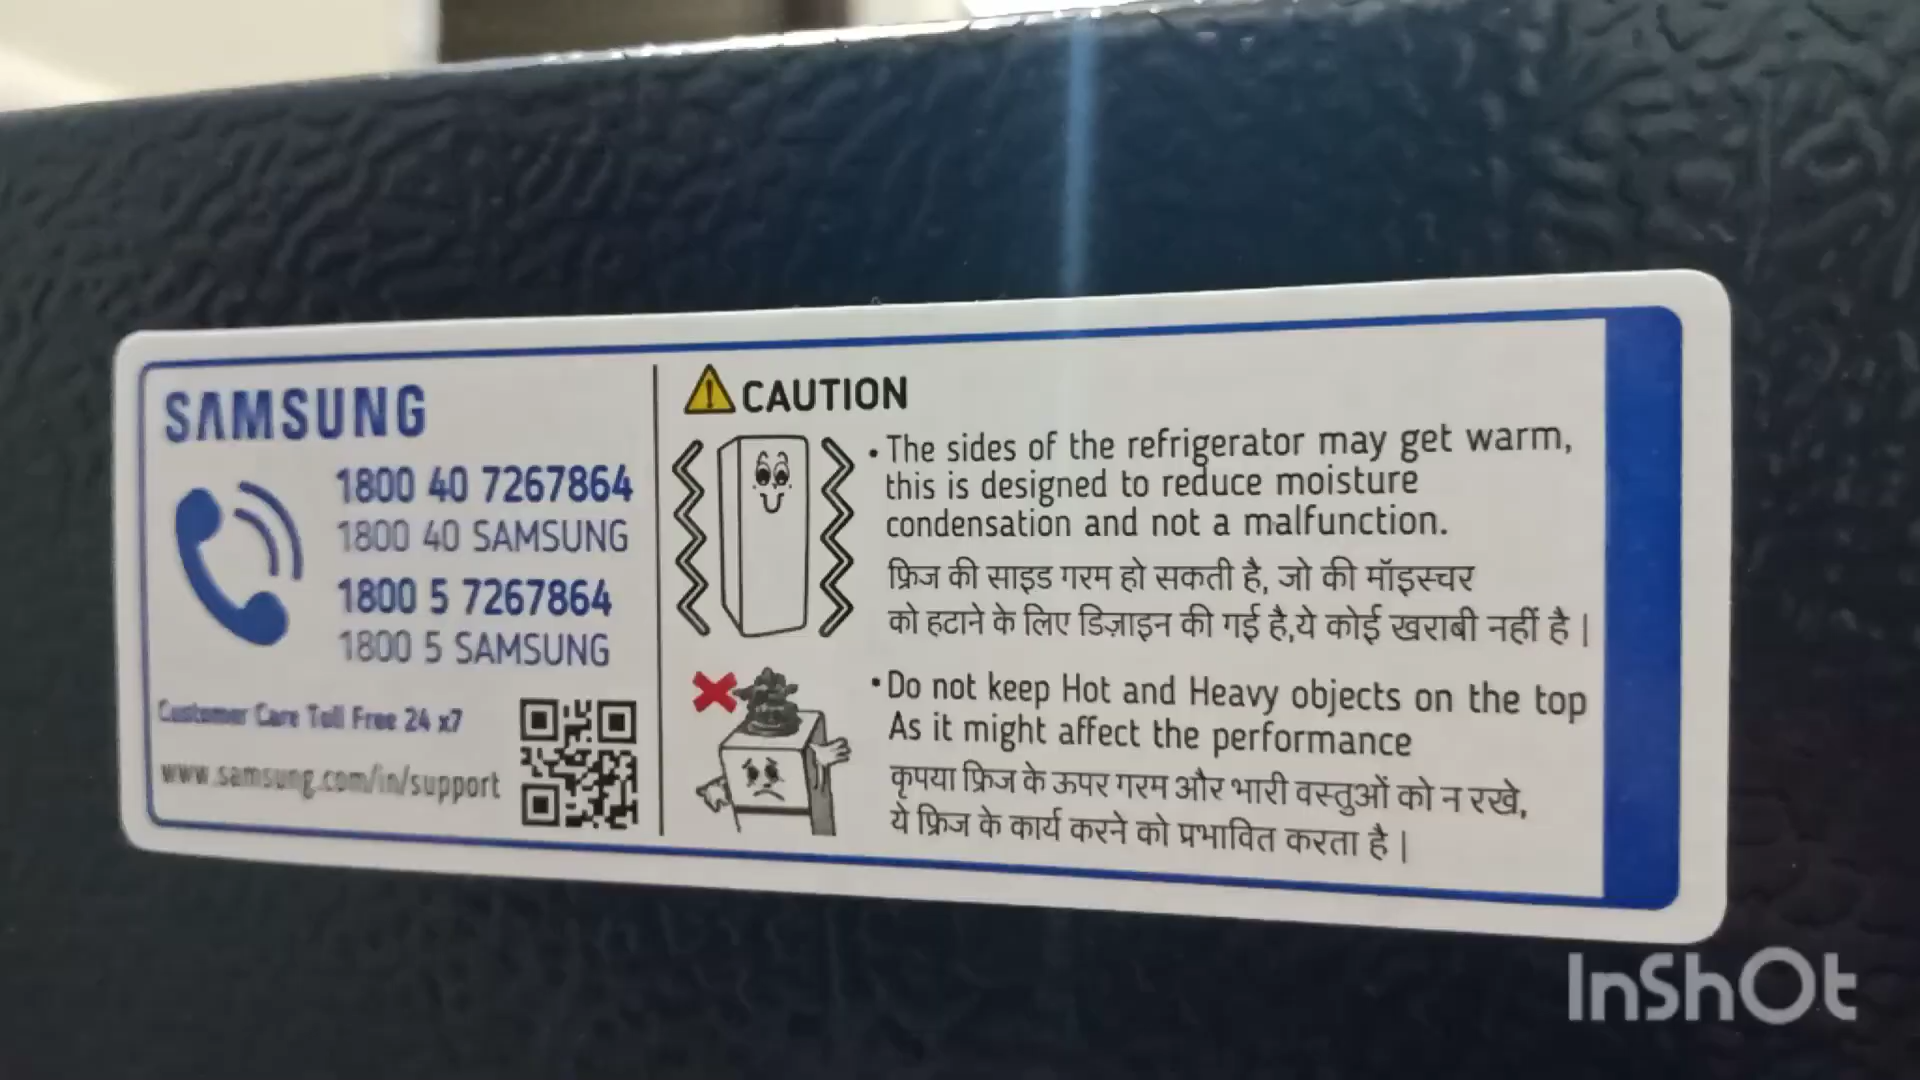 SAMSUNG
1800 40 7267864
1800 40 SAMSUNG
1800 5 7267864
1800 5 SAMSUNG
Customer Care Toll Free 24 x7
www.samsung.com/in/support
CAUTION
• The sides of the refrigerator may get warm,
this is designed to reduce moisture
condensation and not a malfunction.
फ्रिज की साइड गरम हो सकती है, जो की मॉइस्चर
को हटाने के लिए डिज़ाइन की गई है,ये कोई खराबी नहीं है |
• Do not keep Hot and Heavy objects on the top
As it might affect the performance
कृपया फ्रिज के ऊपर गरम और भारी वस्तुओं को न रखे,
ये फ्रिज के कार्य करने को प्रभावित करता है |
InShOt